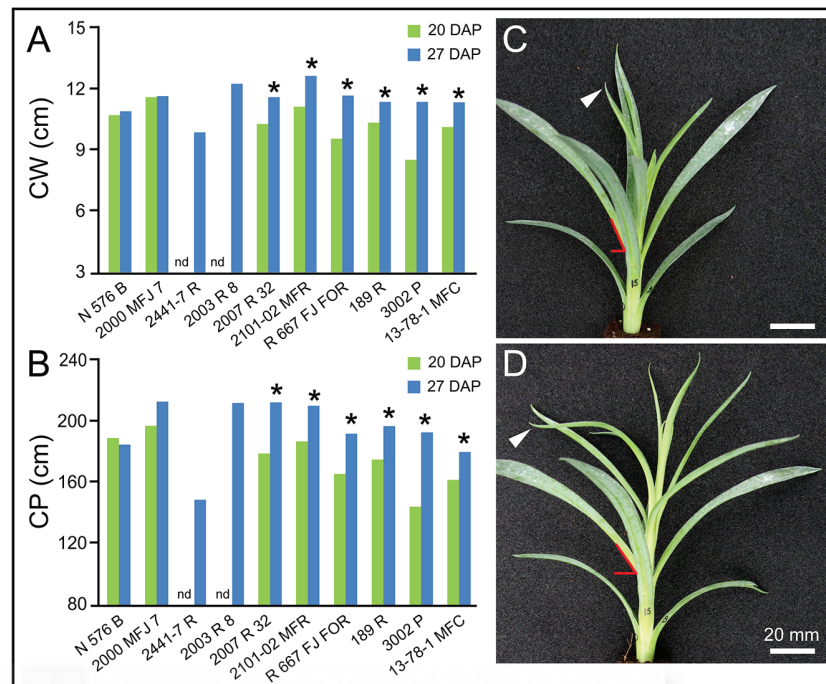 A
15
12
9
6
3
CW (cm)
20 DAP
27 DAP
* * * * * *
nd nd
N 576 B
2000 MFJ 7
2441-7 R
2003 R 8
2007 R 32
2101-02 MFR
R 667 FJ FOR
189 R
3002 P
13-78-1 MFC
B
240
200
160
120
80
CP (cm)
20 DAP
27 DAP
* * * * * *
nd nd
N 576 B
2000 MFJ 7
2441-7 R
2003 R 8
2007 R 32
2101-02 MFR
R 667 FJ FOR
189 R
3002 P
13-78-1 MFC
C
15
D
15
20 mm